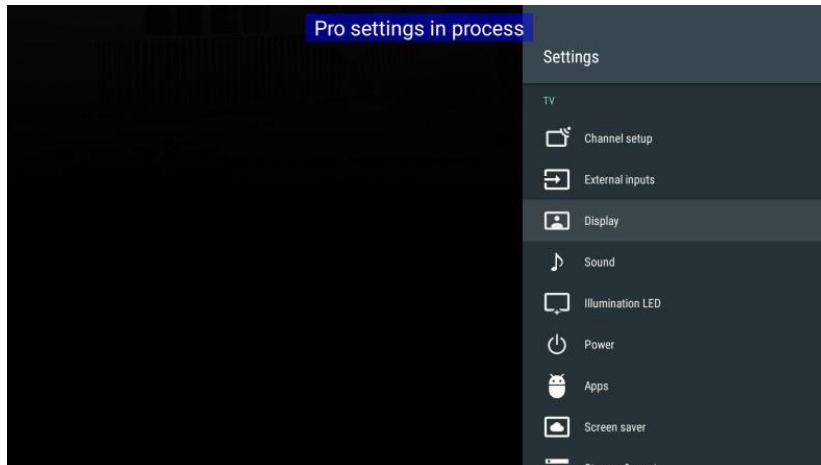 Pro settings in process
Settings
TV
Channel setup
External inputs
Display
Sound
Illumination LED
Power
Apps
Screen saver